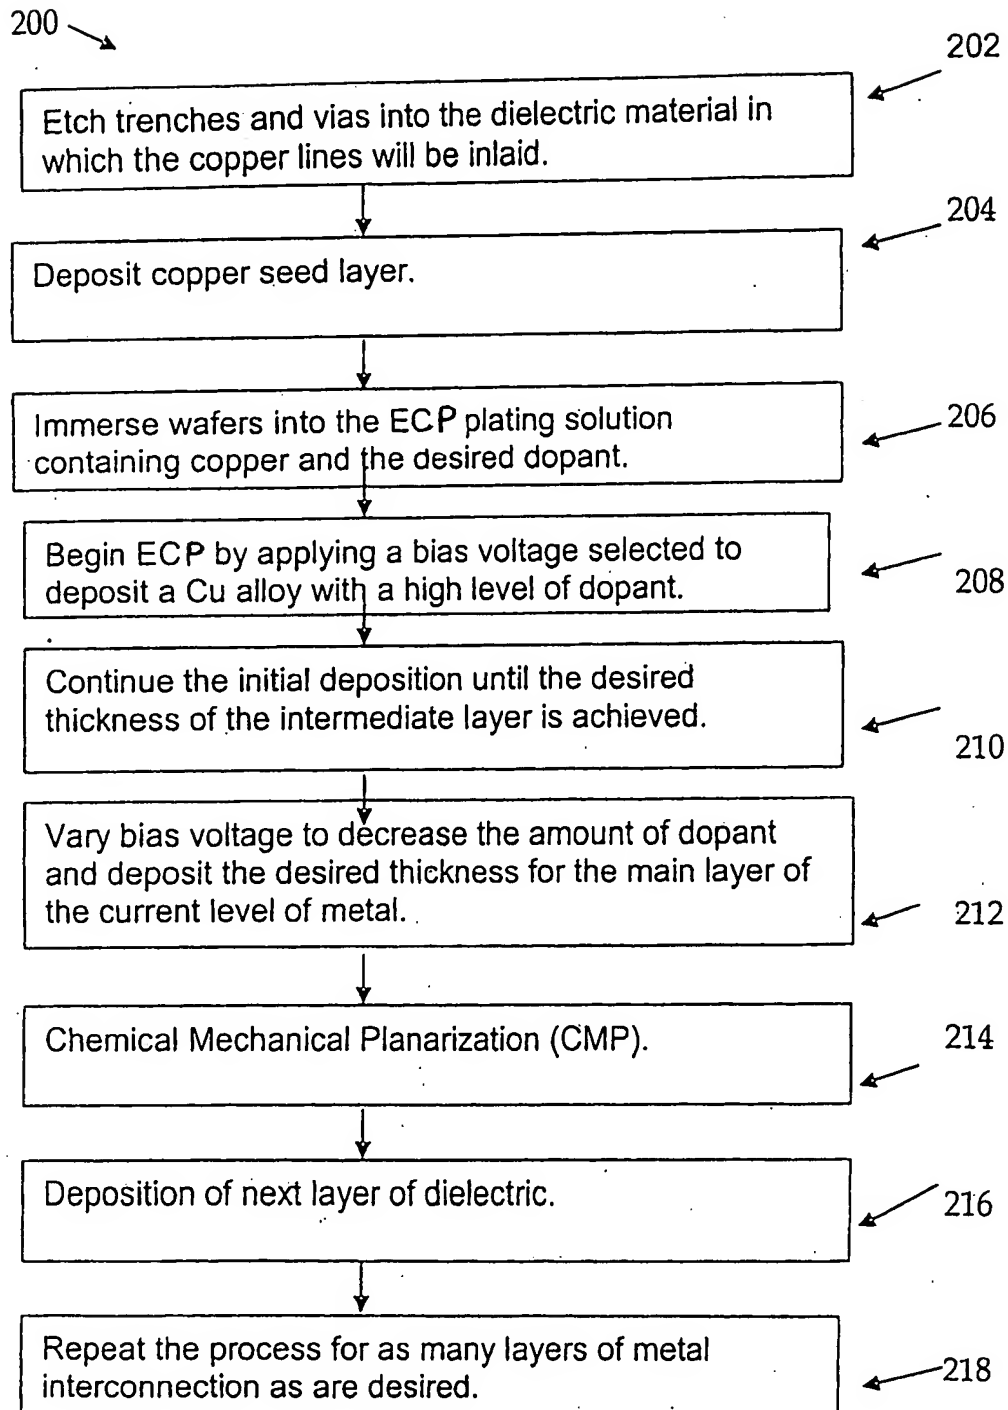 200
202
Etch trenches and vias into the dielectric material in
which the copper lines will be inlaid.
204
Deposit copper seed layer.
206
Immerse wafers into the ECP plating solution
containing copper and the desired dopant.
Begin ECP by applying a bias voltage selected to
deposit a Cu alloy with a high level of dopant.
208
Continue the initial deposition until the desired
thickness of the intermediate layer is achieved.
210
Vary bias voltage to decrease the amount of dopant
and deposit the desired thickness for the main layer of
the current level of metal.
212
Chemical Mechanical Planarization (CMP).
214
Deposition of next layer of dielectric.
216
Repeat the process for as many layers of metal
interconnection as are desired.
218